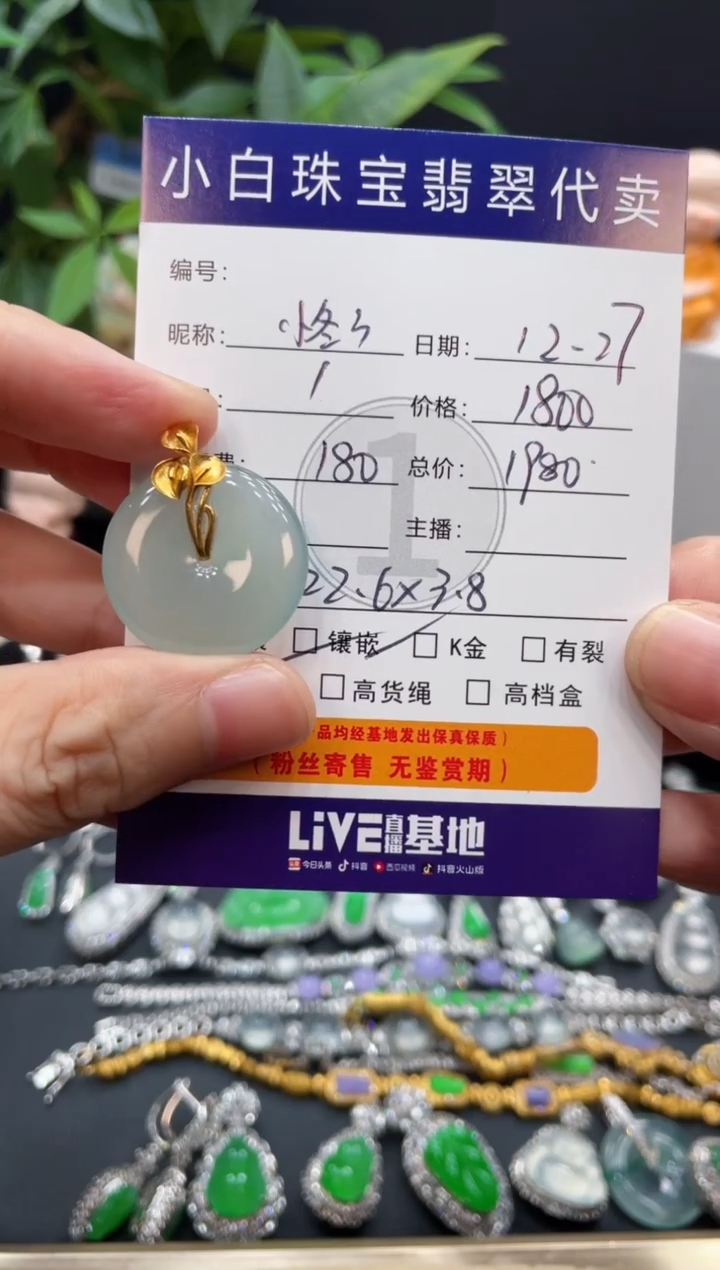 小白珠宝翡翠代卖
编号:
昵称: 日期: 12-27
: 1 价格: 1800
费: 180 总价: 1980
主播:
22.6×3.8
□镶嵌 □K金 □有裂
□高货绳 □高档盒
品均经基地发出保真保质)
(粉丝寄售 无鉴赏期)
LiVE直播基地
头条 今日头条 抖音 西瓜视频 抖音火山版
1